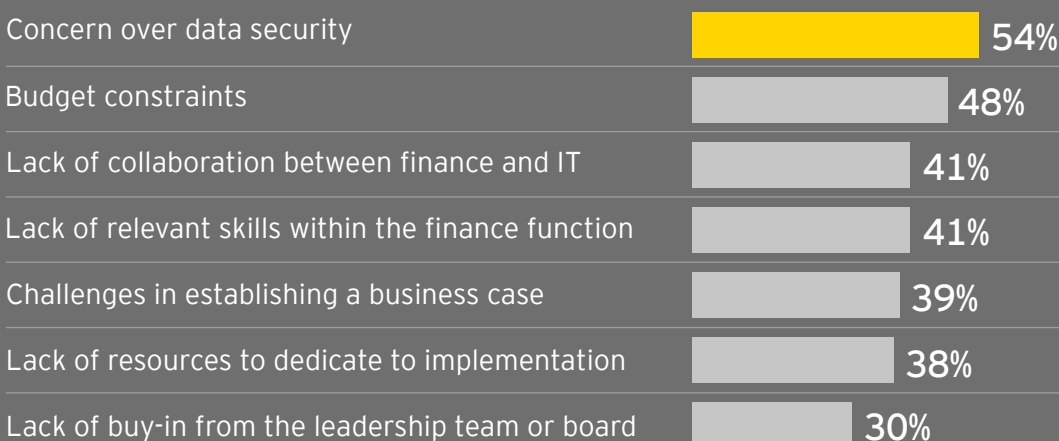 Concern over data security 54%
Budget constraints 48%
Lack of collaboration between finance and IT 41%
Lack of relevant skills within the finance function 41%
Challenges in establishing a business case 39%
Lack of resources to dedicate to implementation 38%
Lack of buy-in from the leadership team or board 30%